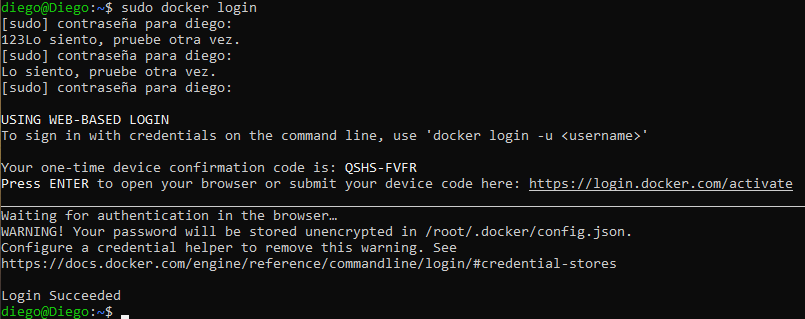 diego@Diego:~$ sudo docker login
[sudo] contraseña para diego:
123Lo siento, pruebe otra vez.
[sudo] contraseña para diego:
Lo siento, pruebe otra vez.
[sudo] contraseña para diego:
USING WEB-BASED LOGIN
To sign in with credentials on the command line, use 'docker login -u <username>'
Your one-time device confirmation code is: QSHS-FVFR
Press ENTER to open your browser or submit your device code here: https://login.docker.com/activate
Waiting for authentication in the browser…
WARNING! Your password will be stored unencrypted in /root/.docker/config.json.
Configure a credential helper to remove this warning. See
https://docs.docker.com/engine/reference/commandline/login/#credential-stores
Login Succeeded
diego@Diego:~$